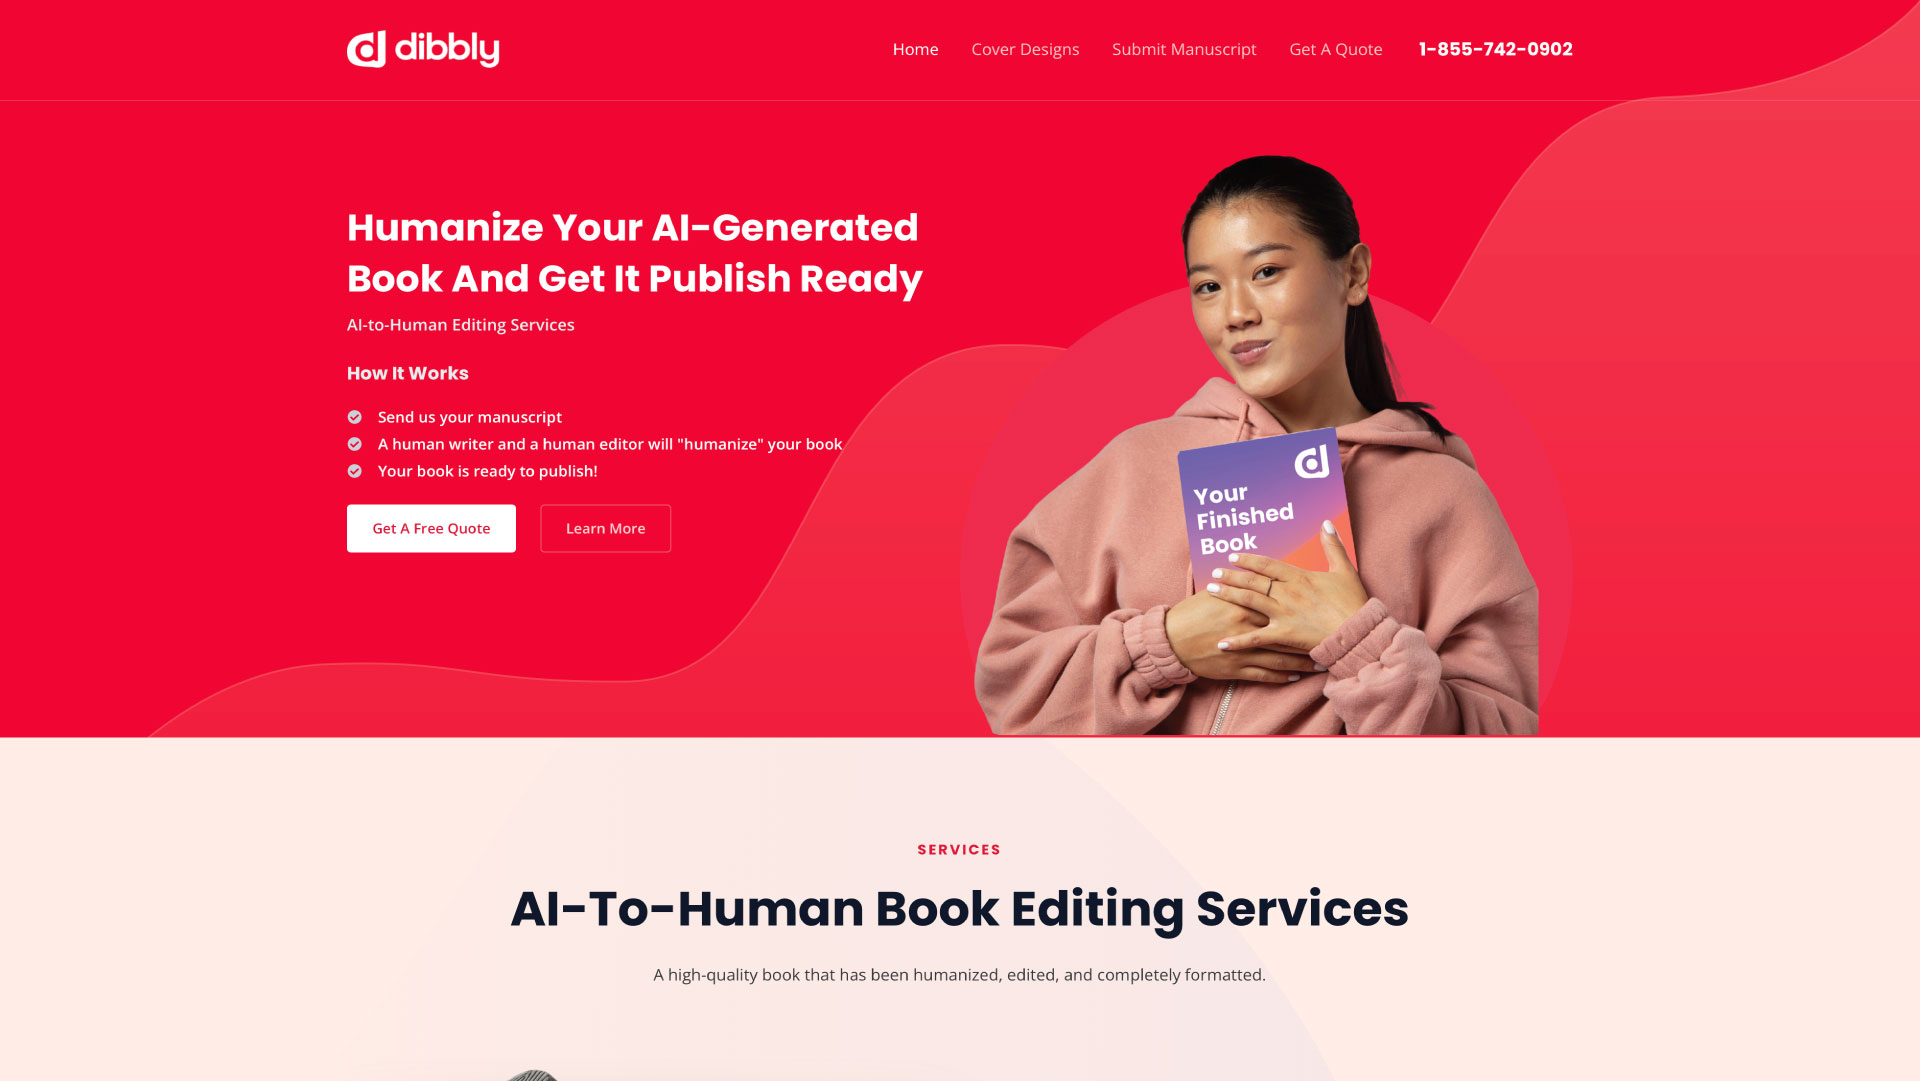 dibbly
Home
Cover Designs
Submit Manuscript
Get A Quote
1-855-742-0902
Humanize Your AI-Generated
Book And Get It Publish Ready
AI-to-Human Editing Services
How It Works
Send us your manuscript
A human writer and a human editor will "humanize" your book
Your book is ready to publish!
Get A Free Quote
Learn More
Your
Finished
Book
SERVICES
AI-To-Human Book Editing Services
A high-quality book that has been humanized, edited, and completely formatted.